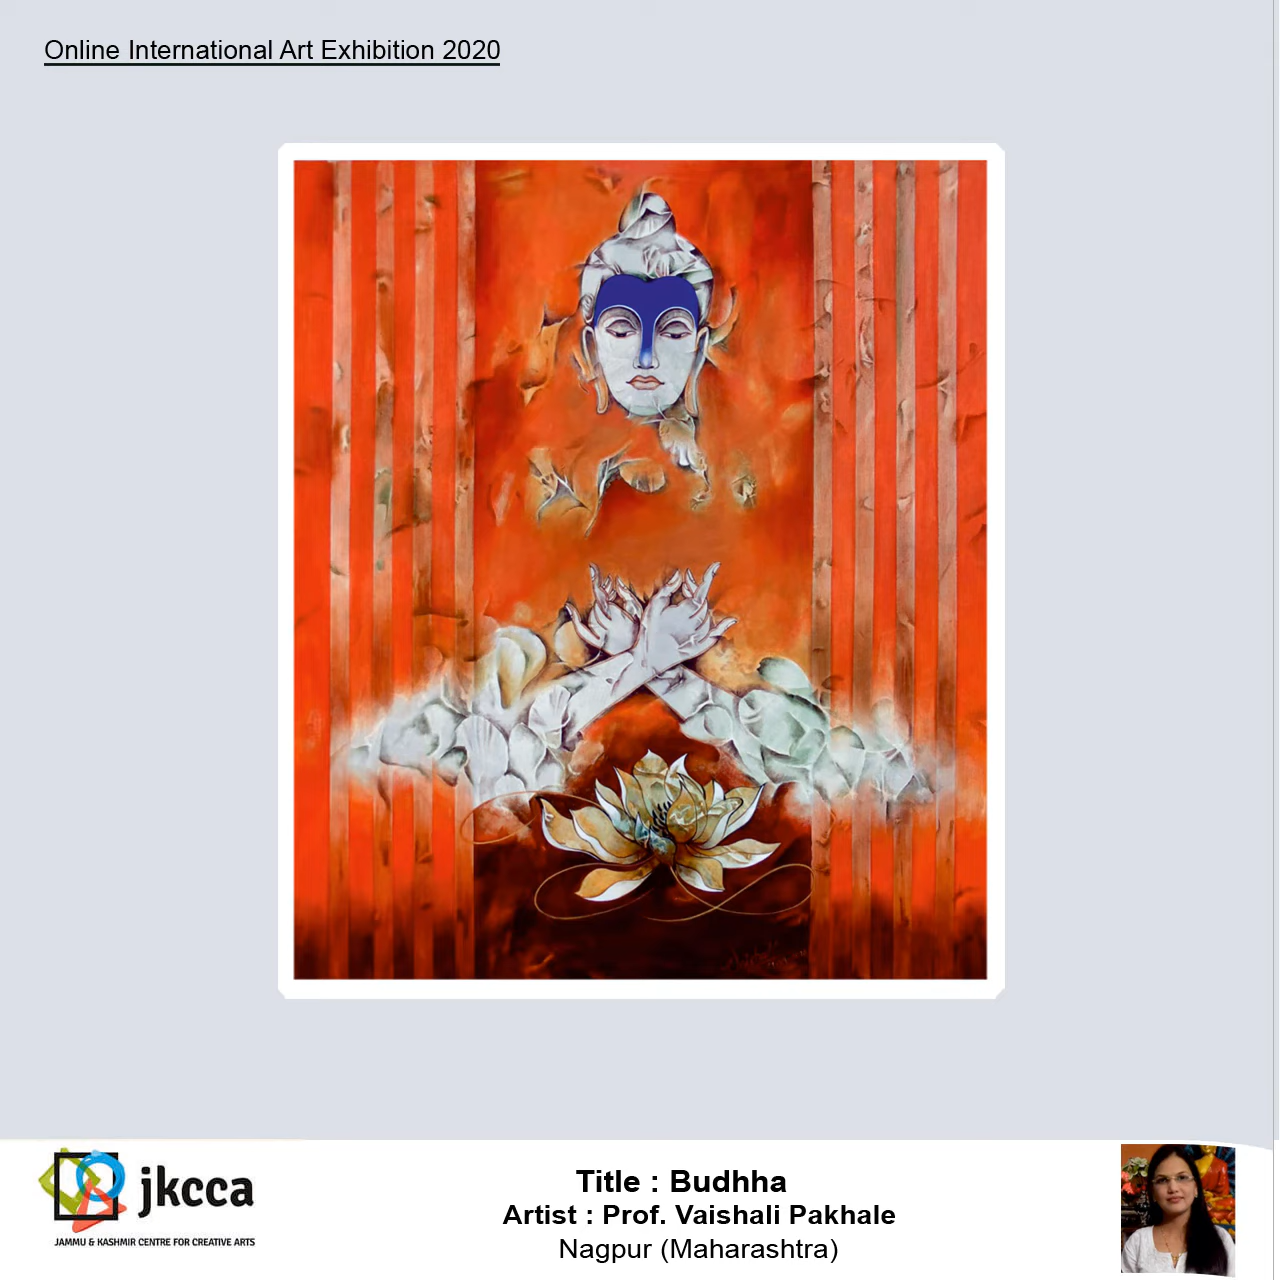 Online International Art Exhibition 2020
jkcca
JAMMU & KASHMIR CENTRE FOR CREATIVE ARTS
Title : Budhha
Artist : Prof. Vaishali Pakhale
Nagpur (Maharashtra)